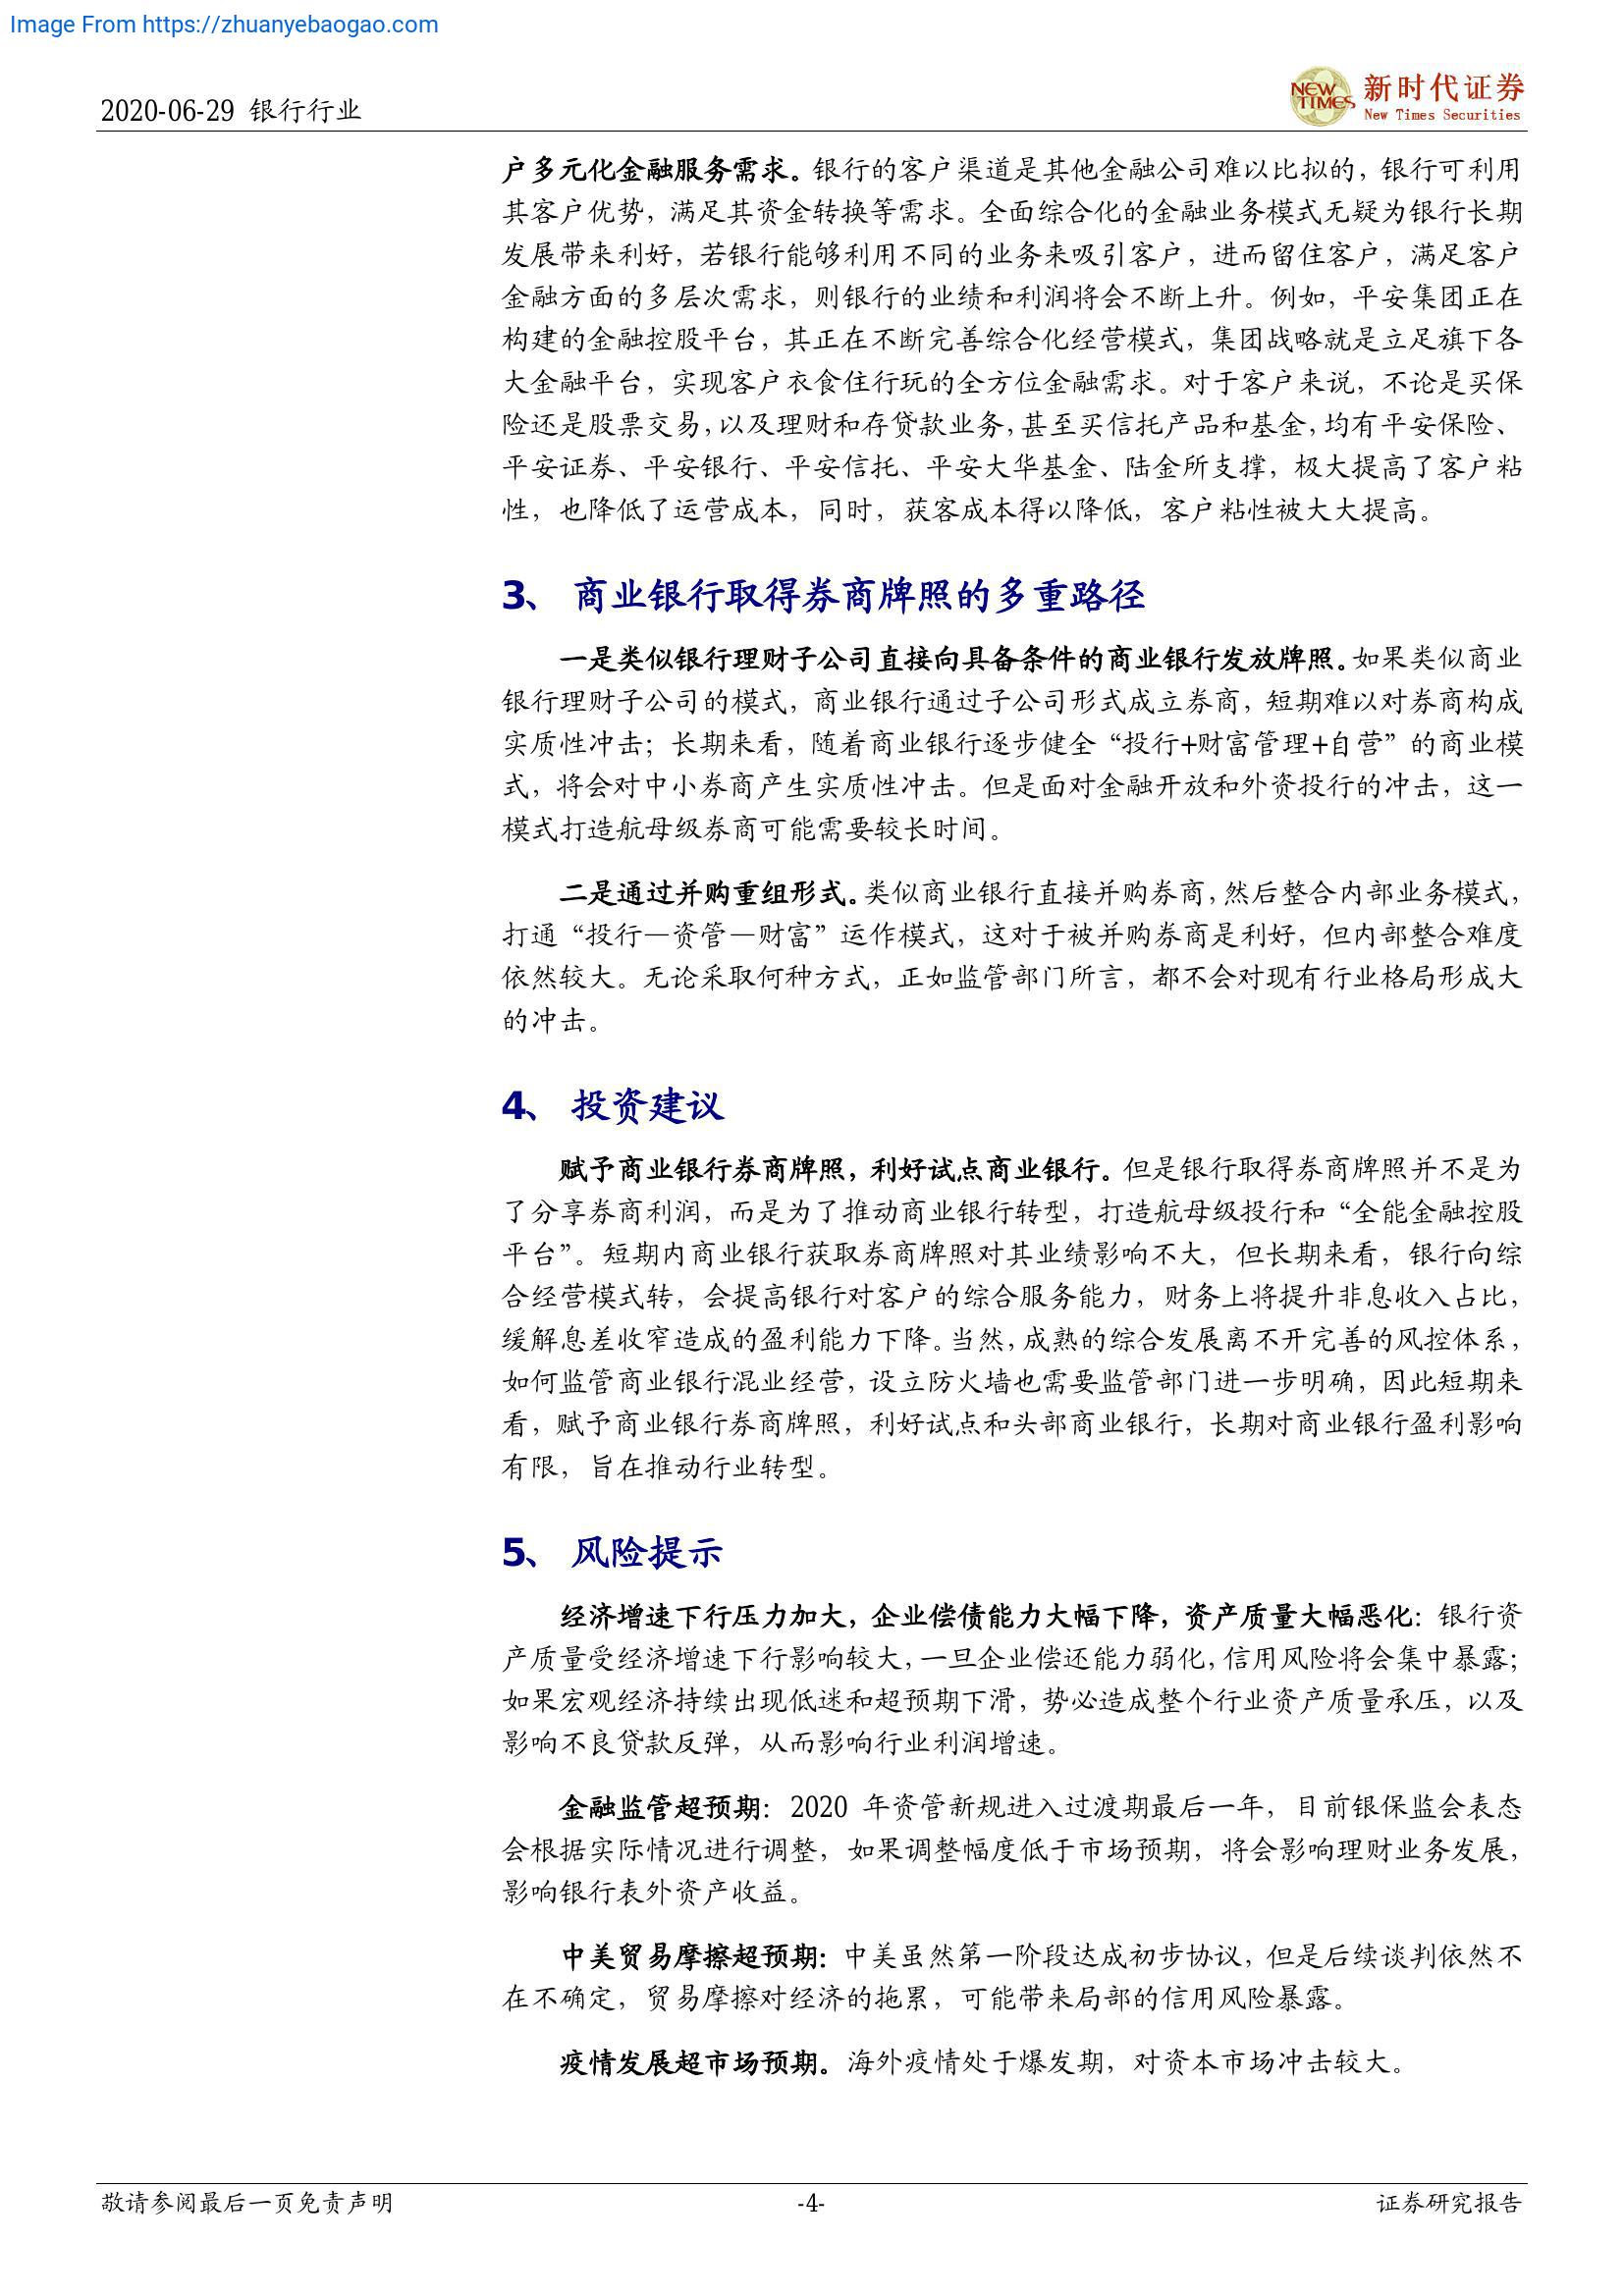 Image From https://zhuanyebaogao.com
2020-06-29 银行行业
NEW TIMES
新时代证券
New Times Securities
户多元化金融服务需求。银行的客户渠道是其他金融公司难以比拟的，银行可利用
其客户优势，满足其资金转换等需求。全面综合化的金融业务模式无疑为银行长期
发展带来利好，若银行能够利用不同的业务来吸引客户，进而留住客户，满足客户
金融方面的多层次需求，则银行的业绩和利润将会不断上升。例如，平安集团正在
构建的金融控股平台，其正在不断完善综合化经营模式，集团战略就是立足旗下各
大金融平台，实现客户衣食住行玩的全方位金融需求。对于客户来说，不论是买保
险还是股票交易，以及理财和存贷款业务，甚至买信托产品和基金，均有平安保险、
平安证券、平安银行、平安信托、平安大华基金、陆金所支撑，极大提高了客户粘
性，也降低了运营成本，同时，获客成本得以降低，客户粘性被大大提高。
3、 商业银行取得券商牌照的多重路径
一是类似银行理财子公司直接向具备条件的商业银行发放牌照。如果类似商业
银行理财子公司的模式，商业银行通过子公司形式成立券商，短期难以对券商构成
实质性冲击；长期来看，随着商业银行逐步健全“投行+财富管理+自营”的商业模
式，将会对中小券商产生实质性冲击。但是面对金融开放和外资投行的冲击，这一
模式打造航母级券商可能需要较长时间。
二是通过并购重组形式。类似商业银行直接并购券商，然后整合内部业务模式，
打通“投行—资管—财富”运作模式，这对于被并购券商是利好，但内部整合难度
依然较大。无论采取何种方式，正如监管部门所言，都不会对现有行业格局形成大
的冲击。
4、 投资建议
赋予商业银行券商牌照，利好试点商业银行。但是银行取得券商牌照并不是为
了分享券商利润，而是为了推动商业银行转型，打造航母级投行和“全能金融控股
平台”。短期内商业银行获取券商牌照对其业绩影响不大，但长期来看，银行向综
合经营模式转，会提高银行对客户的综合服务能力，财务上将提升非息收入占比，
缓解息差收窄造成的盈利能力下降。当然，成熟的综合发展离不开完善的风控体系，
如何监管商业银行混业经营，设立防火墙也需要监管部门进一步明确，因此短期来
看，赋予商业银行券商牌照，利好试点和头部商业银行，长期对商业银行盈利影响
有限，旨在推动行业转型。
5、 风险提示
经济增速下行压力加大，企业偿债能力大幅下降，资产质量大幅恶化：银行资
产质量受经济增速下行影响较大，一旦企业偿还能力弱化，信用风险将会集中暴露；
如果宏观经济持续出现低迷和超预期下滑，势必造成整个行业资产质量承压，以及
影响不良贷款反弹，从而影响行业利润增速。
金融监管超预期：2020 年资管新规进入过渡期最后一年，目前银保监会表态
会根据实际情况进行调整，如果调整幅度低于市场预期，将会影响理财业务发展，
影响银行表外资产收益。
中美贸易摩擦超预期：中美虽然第一阶段达成初步协议，但是后续谈判依然不
在不确定，贸易摩擦对经济的拖累，可能带来局部的信用风险暴露。
疫情发展超市场预期。海外疫情处于爆发期，对资本市场冲击较大。
敬请参阅最后一页免责声明
-4-
证券研究报告